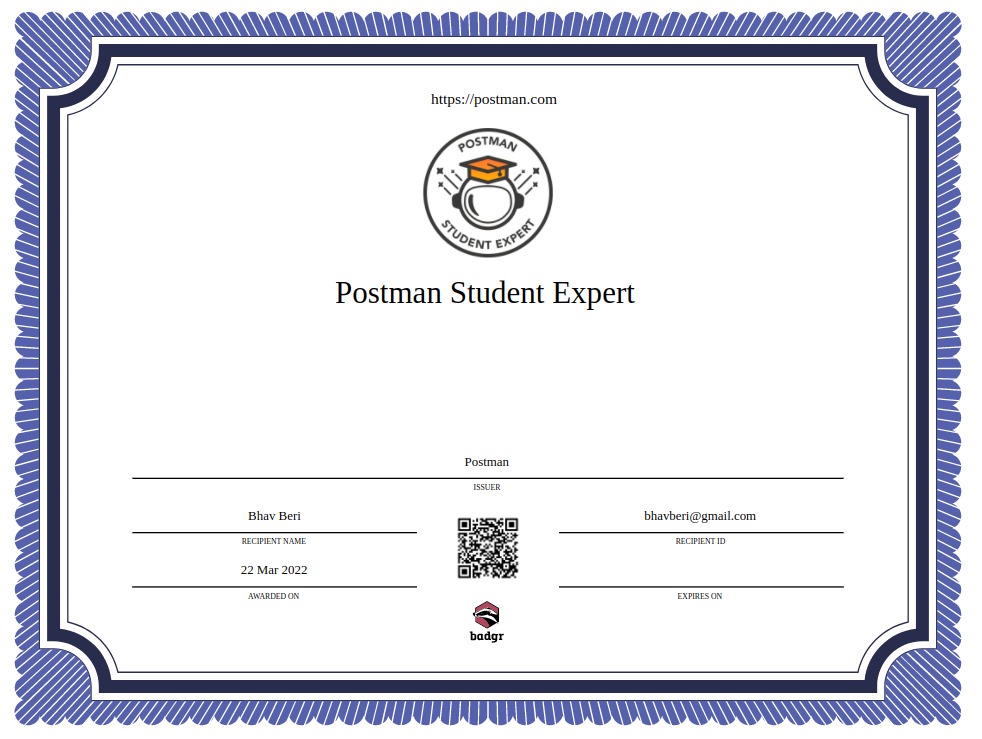 https://postman.com
POSTMAN
STUDENT EXPERT
Postman Student Expert
Postman
ISSUER
Bhav Beri
RECIPIENT NAME
bhavberi@gmail.com
RECIPIENT ID
22 Mar 2022
AWARDED ON
EXPIRES ON
badgr